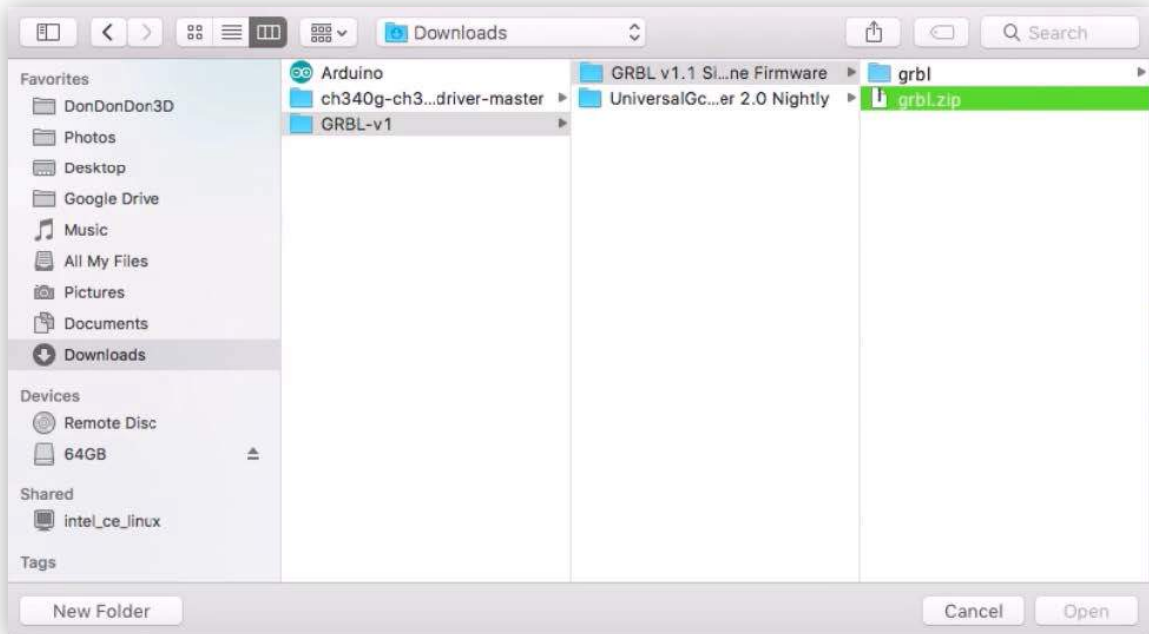 Downloads
Search
Favorites
DonDonDon3D
Photos
Desktop
Google Drive
Music
All My Files
Pictures
Documents
Downloads
Devices
Remote Disc
64GB
Shared
intel_ce_linux
Tags
Arduino
ch340g-ch3...driver-master
GRBL-v1
GRBL v1.1 Si...ne Firmware
UniversalGc...er 2.0 Nightly
grbl
grbl.zip
New Folder
Cancel
Open